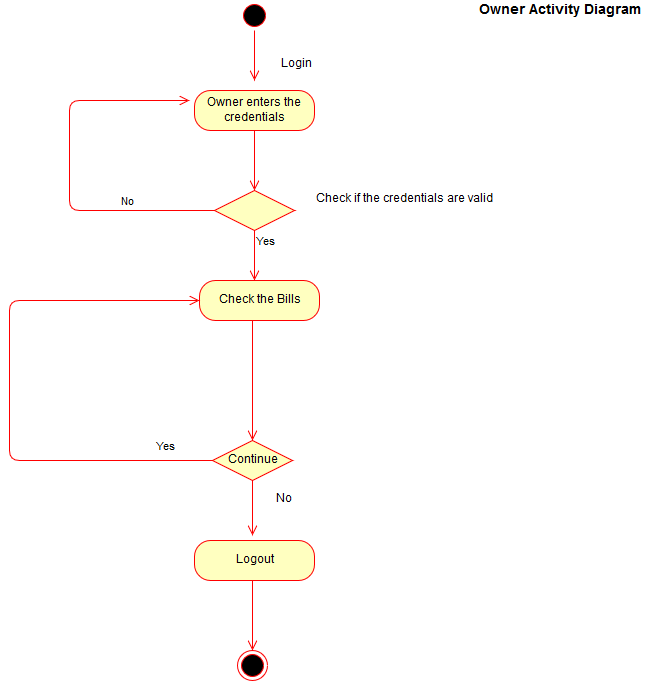 Owner Activity Diagram
Login
Owner enters the
credentials
No
Check if the credentials are valid
Yes
Check the Bills
Yes
Continue
No
Logout